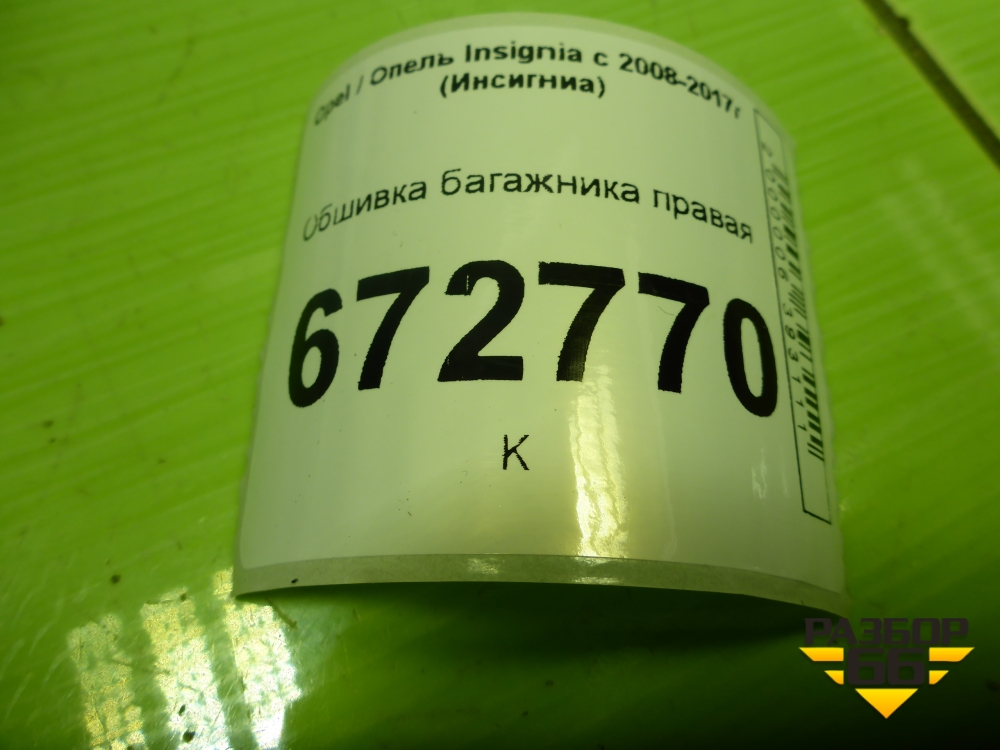 Opel / Опель Insignia с 2008-2017г
(Инсигниа)
Обшивка багажника правая
672770
К
РАЗБОР
66